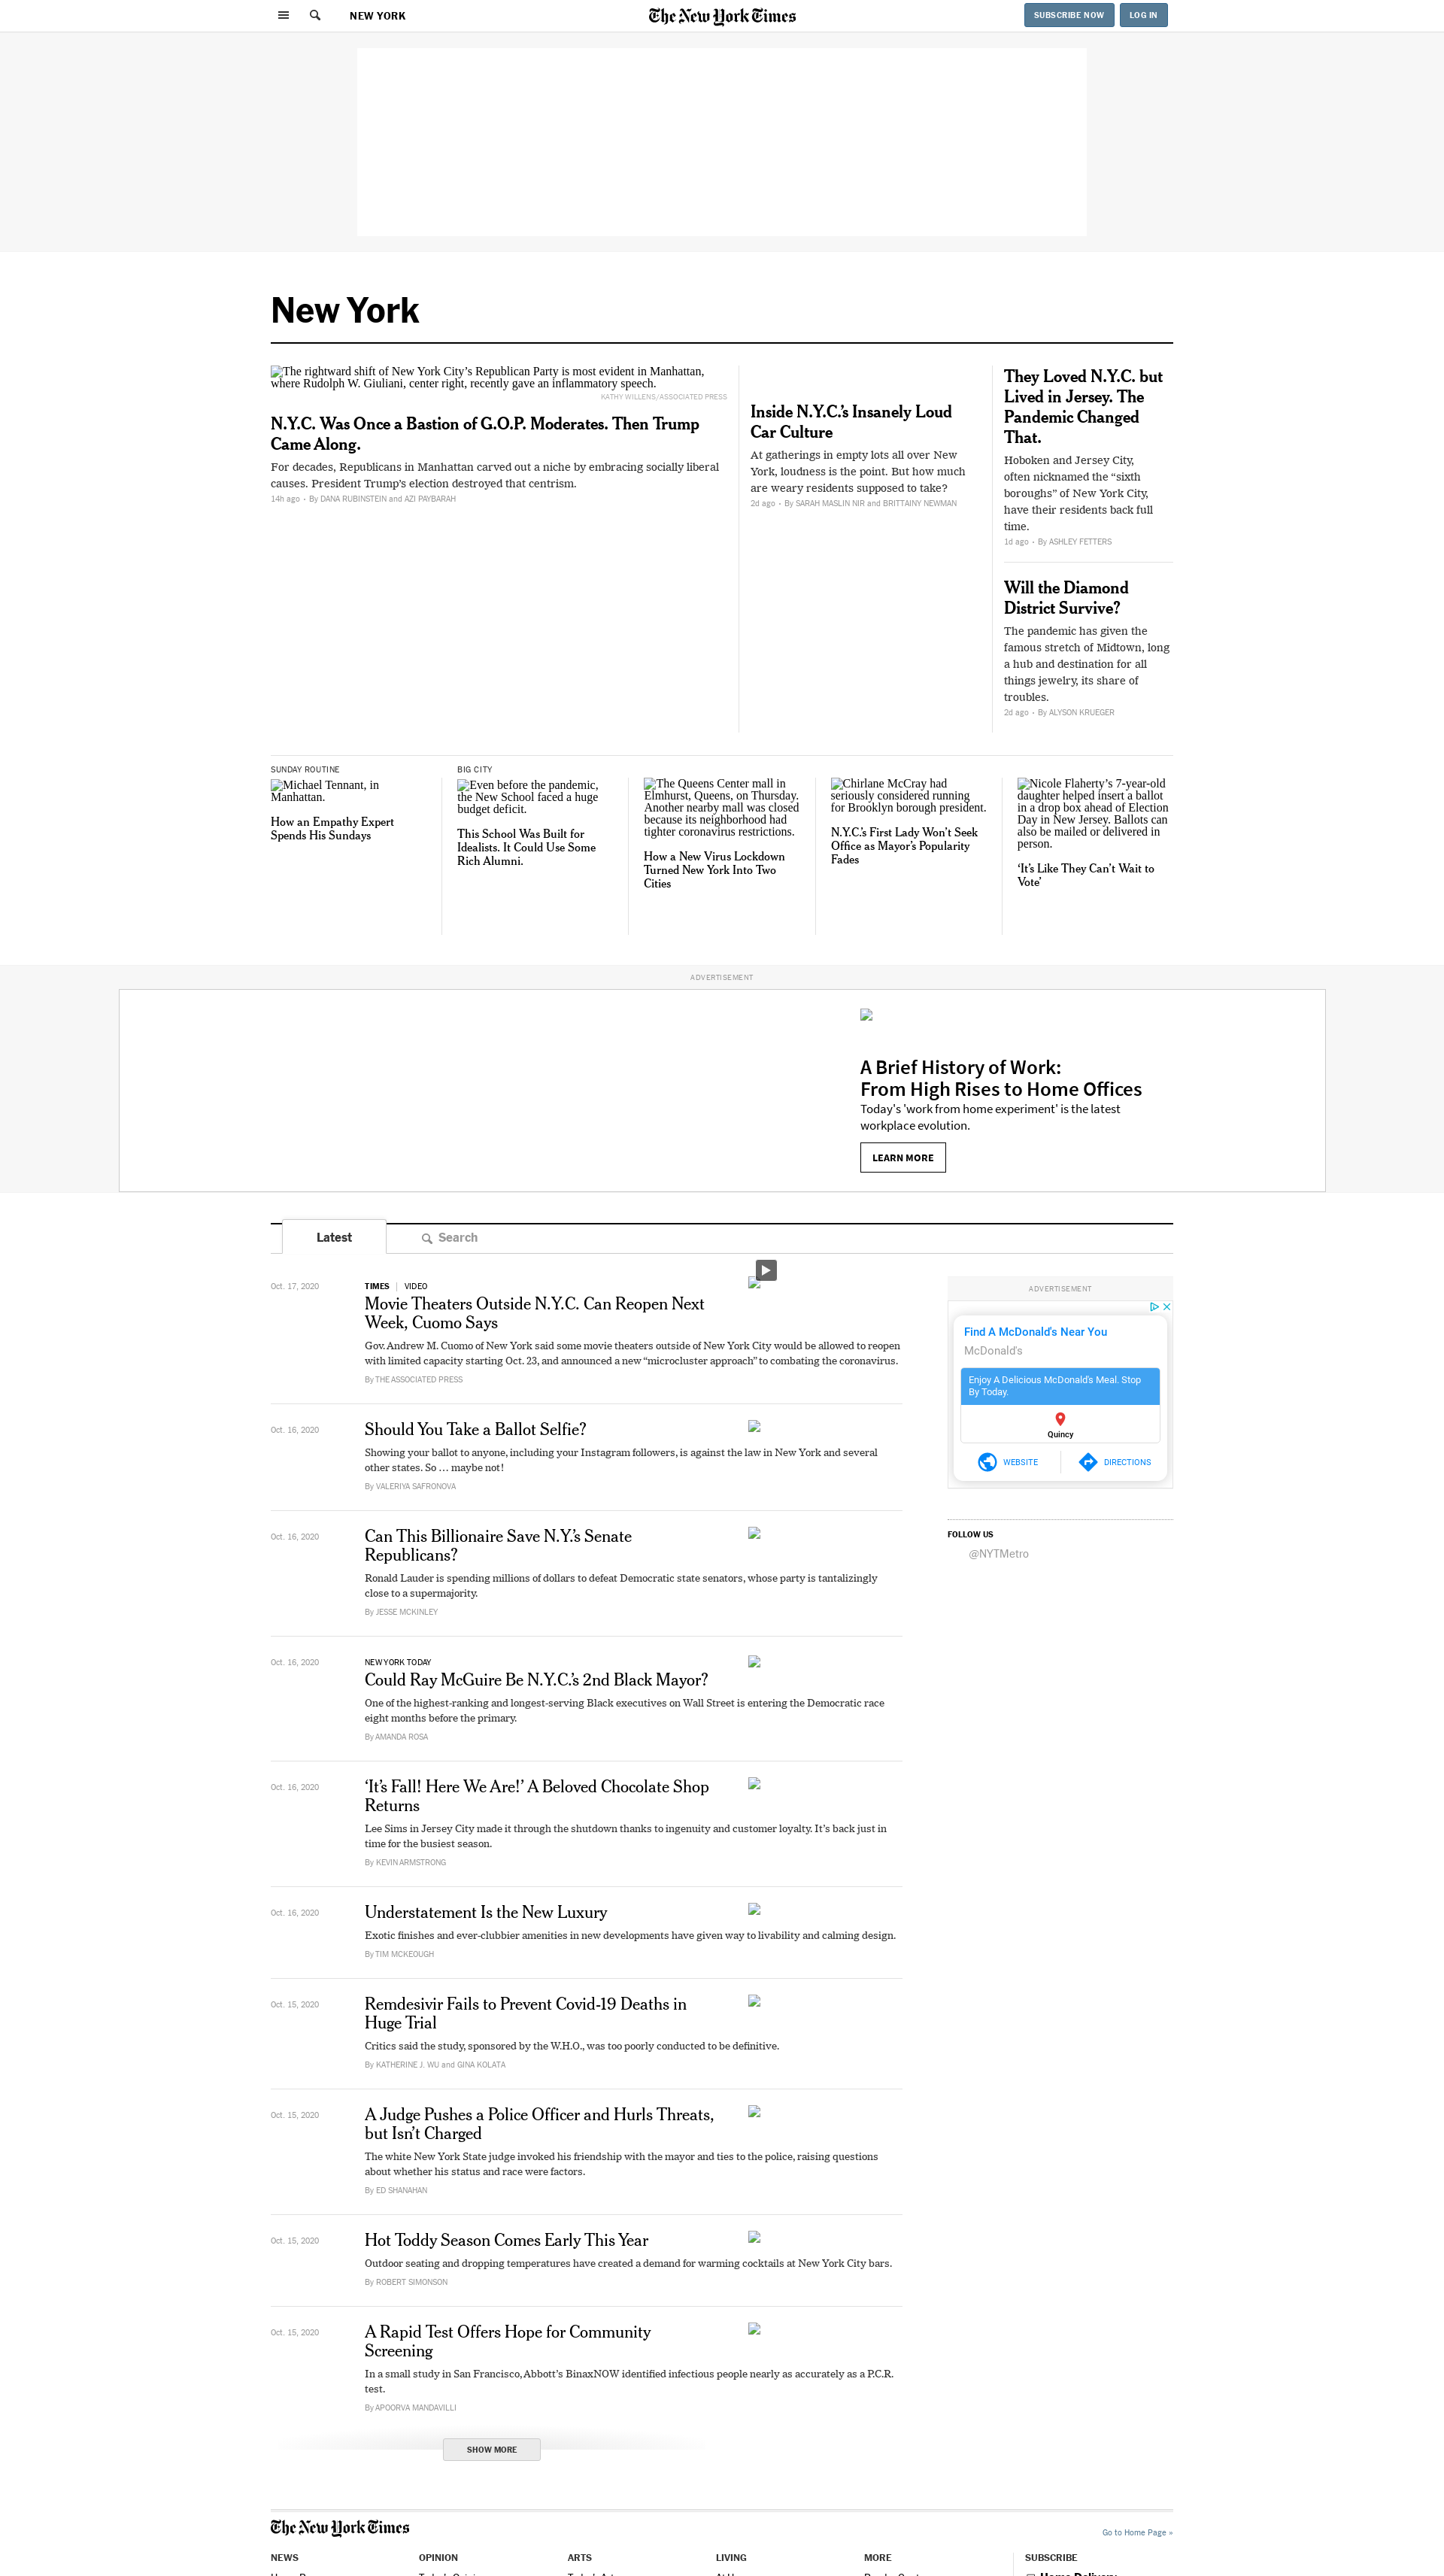 NEW YORK
The New York Times
SUBSCRIBE NOW
LOG IN
New York
The rightward shift of New York City’s Republican Party is most evident in Manhattan,
where Rudolph W. Giuliani, center right, recently gave an inflammatory speech.
KATHY WILLENS/ASSOCIATED PRESS
N.Y.C. Was Once a Bastion of G.O.P. Moderates. Then Trump
Came Along.
For decades, Republicans in Manhattan carved out a niche by embracing socially liberal
causes. President Trump’s election destroyed that centrism.
14h ago • By DANA RUBINSTEIN and AZI PAYBARAH
Inside N.Y.C.’s Insanely Loud
Car Culture
At gatherings in empty lots all over New
York, loudness is the point. But how much
are weary residents supposed to take?
2d ago • By SARAH MASLIN NIR and BRITTAINY NEWMAN
They Loved N.Y.C. but
Lived in Jersey. The
Pandemic Changed
That.
Hoboken and Jersey City,
often nicknamed the “sixth
boroughs” of New York City,
have their residents back full
time.
1d ago • By ASHLEY FETTERS
Will the Diamond
District Survive?
The pandemic has given the
famous stretch of Midtown, long
a hub and destination for all
things jewelry, its share of
troubles.
2d ago • By ALYSON KRUEGER
SUNDAY ROUTINE
Michael Tennant, in
Manhattan.
How an Empathy Expert
Spends His Sundays
BIG CITY
Even before the pandemic,
the New School faced a huge
budget deficit.
This School Was Built for
Idealists. It Could Use Some
Rich Alumni.
The Queens Center mall in
Elmhurst, Queens, on Thursday.
Another nearby mall was closed
because its neighborhood had
tighter coronavirus restrictions.
How a New Virus Lockdown
Turned New York Into Two
Cities
Chirlane McCray had
seriously considered running
for Brooklyn borough president.
N.Y.C.’s First Lady Won’t Seek
Office as Mayor’s Popularity
Fades
Nicole Flaherty’s 7-year-old
daughter helped insert a ballot
in a drop box ahead of Election
Day in New Jersey. Ballots can
also be mailed or delivered in
person.
‘It’s Like They Can’t Wait to
Vote’
ADVERTISEMENT
A Brief History of Work:
From High Rises to Home Offices
Today's 'work from home experiment' is the latest
workplace evolution.
LEARN MORE
Latest
Search
Oct. 17, 2020
TIMES | VIDEO
Movie Theaters Outside N.Y.C. Can Reopen Next
Week, Cuomo Says
Gov. Andrew M. Cuomo of New York said some movie theaters outside of New York City would be allowed to reopen
with limited capacity starting Oct. 23, and announced a new “microcluster approach” to combating the coronavirus.
By THE ASSOCIATED PRESS
Oct. 16, 2020
Should You Take a Ballot Selfie?
Showing your ballot to anyone, including your Instagram followers, is against the law in New York and several
other states. So … maybe not!
By VALERIYA SAFRONOVA
Oct. 16, 2020
Can This Billionaire Save N.Y.’s Senate
Republicans?
Ronald Lauder is spending millions of dollars to defeat Democratic state senators, whose party is tantalizingly
close to a supermajority.
By JESSE MCKINLEY
Oct. 16, 2020
NEW YORK TODAY
Could Ray McGuire Be N.Y.C.’s 2nd Black Mayor?
One of the highest-ranking and longest-serving Black executives on Wall Street is entering the Democratic race
eight months before the primary.
By AMANDA ROSA
Oct. 16, 2020
‘It’s Fall! Here We Are!’ A Beloved Chocolate Shop
Returns
Lee Sims in Jersey City made it through the shutdown thanks to ingenuity and customer loyalty. It’s back just in
time for the busiest season.
By KEVIN ARMSTRONG
Oct. 16, 2020
Understatement Is the New Luxury
Exotic finishes and ever-clubbier amenities in new developments have given way to livability and calming design.
By TIM MCKEOUGH
Oct. 15, 2020
Remdesivir Fails to Prevent Covid-19 Deaths in
Huge Trial
Critics said the study, sponsored by the W.H.O., was too poorly conducted to be definitive.
By KATHERINE J. WU and GINA KOLATA
Oct. 15, 2020
A Judge Pushes a Police Officer and Hurls Threats,
but Isn’t Charged
The white New York State judge invoked his friendship with the mayor and ties to the police, raising questions
about whether his status and race were factors.
By ED SHANAHAN
Oct. 15, 2020
Hot Toddy Season Comes Early This Year
Outdoor seating and dropping temperatures have created a demand for warming cocktails at New York City bars.
By ROBERT SIMONSON
Oct. 15, 2020
A Rapid Test Offers Hope for Community
Screening
In a small study in San Francisco, Abbott’s BinaxNOW identified infectious people nearly as accurately as a P.C.R.
test.
By APOORVA MANDAVILLI
SHOW MORE
ADVERTISEMENT
Find A McDonald's Near You
McDonald's
Enjoy A Delicious McDonald's Meal. Stop
By Today.
Quincy
WEBSITE
DIRECTIONS
FOLLOW US
@NYTMetro
The New York Times
Go to Home Page »
NEWS
OPINION
ARTS
LIVING
MORE
SUBSCRIBE